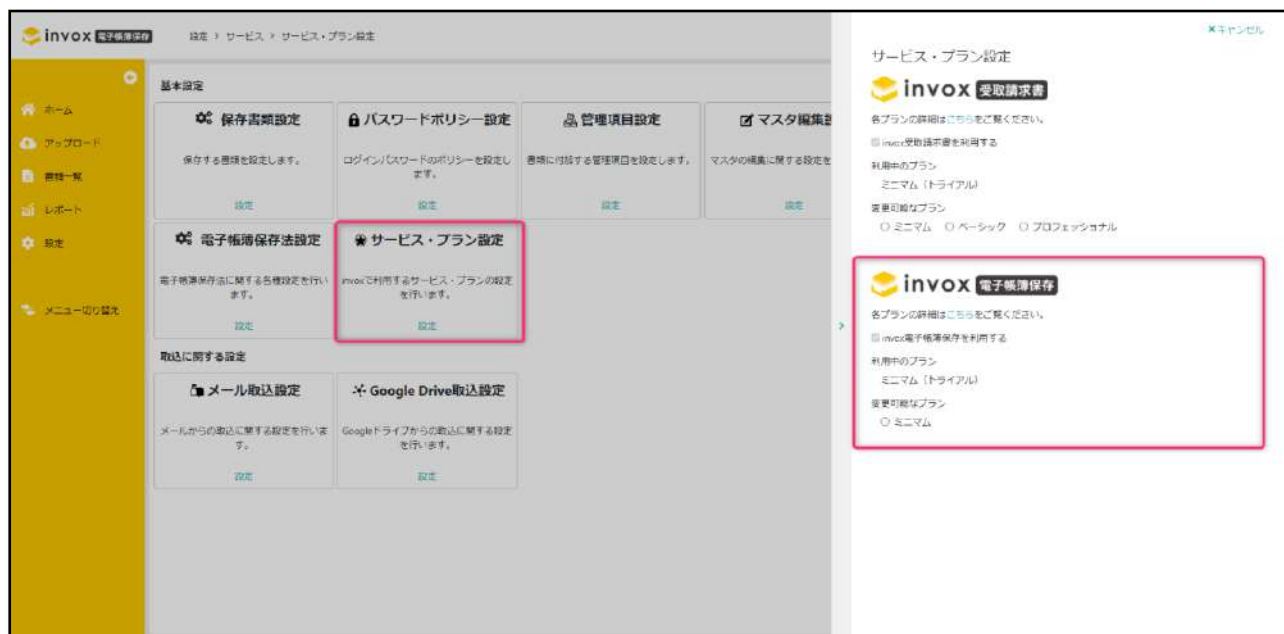 invox 電子帳簿保存
設定 > サービス > サービス・プラン設定
ホーム
アップロード
書類一覧
レポート
設定
メニュー切り替え
基本設定
保存書類設定
保存する書類を設定します。
設定
パスワードポリシー設定
ログインパスワードのポリシーを設定し
ます。
設定
管理項目設定
書類に付加する管理項目を設定します。
設定
マスタ編集
マスタの編集に関する設定を
設定
電子帳簿保存法設定
電子帳簿保存法に関する各種設定を行い
ます。
設定
サービス・プラン設定
invoxで利用するサービス・プランの設定
を行います。
設定
取込に関する設定
メール取込設定
メールからの取込に関する設定を行いま
す。
設定
Google Drive取込設定
Googleドライブからの取込に関する設定
を行います。
設定
×キャンセル
サービス・プラン設定
invox 受取請求書
各プランの詳細はこちらをご覧ください。
invox受取請求書を利用する
利用中のプラン
ミニマム（トライアル）
変更可能なプラン
ミニマム ベーシック プロフェッショナル
invox 電子帳簿保存
各プランの詳細はこちらをご覧ください。
invox電子帳簿保存を利用する
利用中のプラン
ミニマム（トライアル）
変更可能なプラン
ミニマム